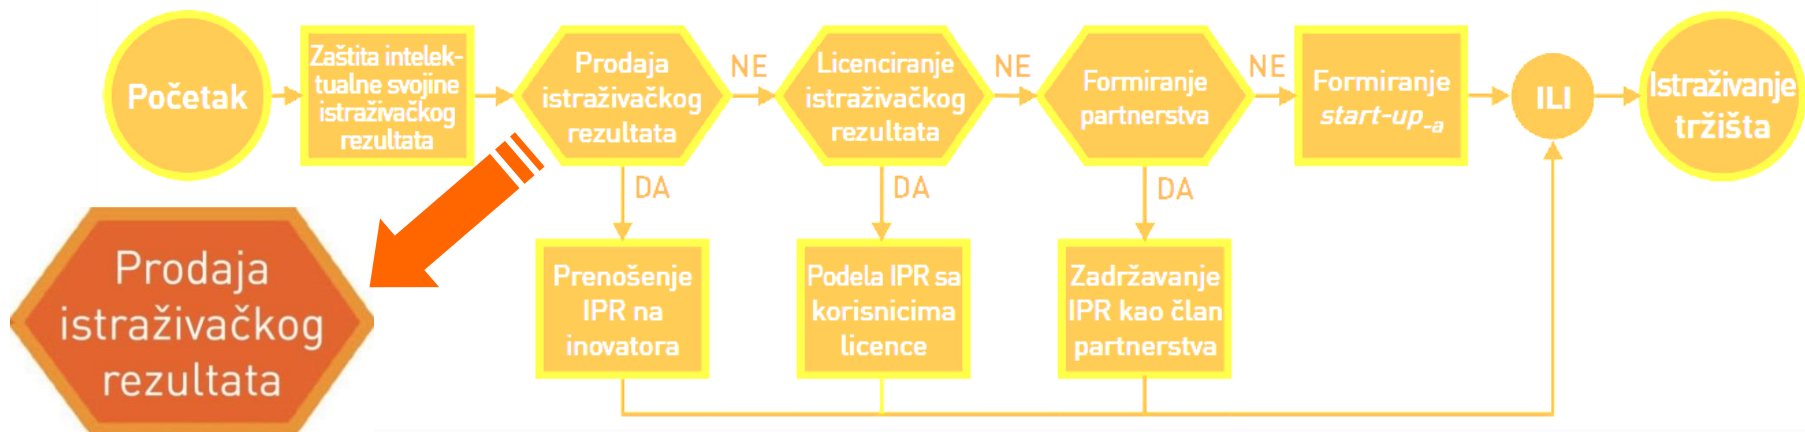 Početak
Zaštita intelek-
tualne svojine
istraživačkog
rezultata
Prodaja
istraživačkog
rezultata
NE
Licenciranje
istraživačkog
rezultata
NE
Formiranje
partnerstva
NE
Formiranje
start-up-a
ILI
Istraživanje
tržišta
DA
DA
DA
Prenošenje
IPR na
inovatora
Podela IPR sa
korisnicima
licence
Zadržavanje
IPR kao član
partnerstva
Prodaja
istraživačkog
rezultata